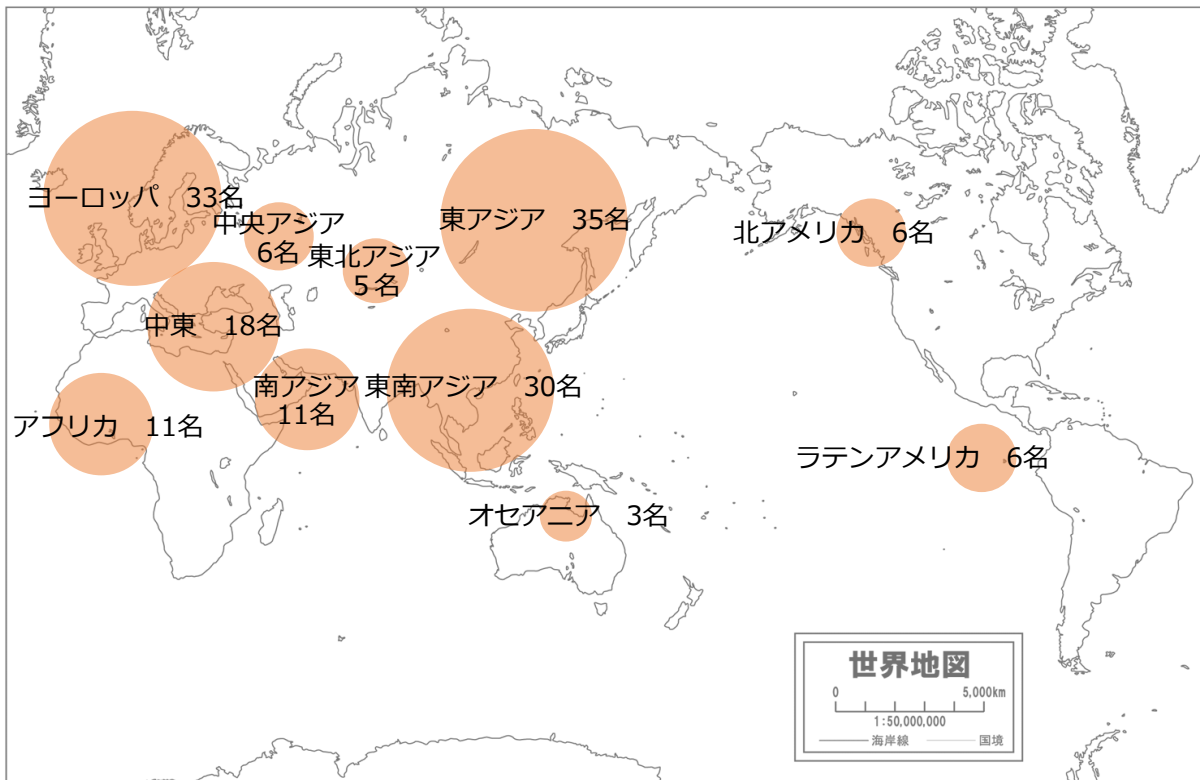 ヨーロッパ　33名
中央アジア
6名
東北アジア
5名
東アジア　35名
北アメリカ　6名
中東　18名
南アジア
11名
東南アジア　30名
アフリカ　11名
ラテンアメリカ　6名
オセアニア　3名
世界地図
0 5,000km
1:50,000,000
海岸線 国境